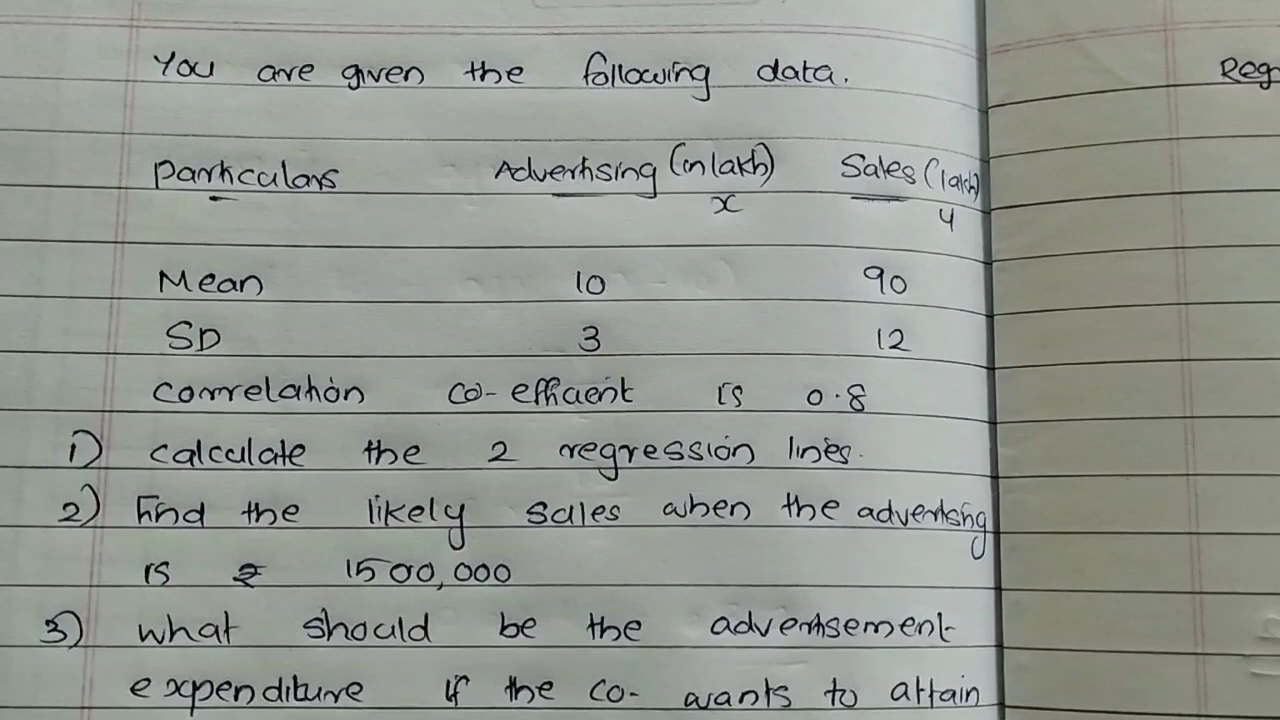 You are given the following data.
Reg
Particulars Advertising (in lakh) Sales (lakh)
x y
Mean 10 90
SD 3 12
correlation co-efficient is 0.8
1) calculate the 2 regression lines.
2) Find the likely sales when the advertising
is ₹ 1500,000
3) what should be the advertisement
expenditure if the co- wants to attain